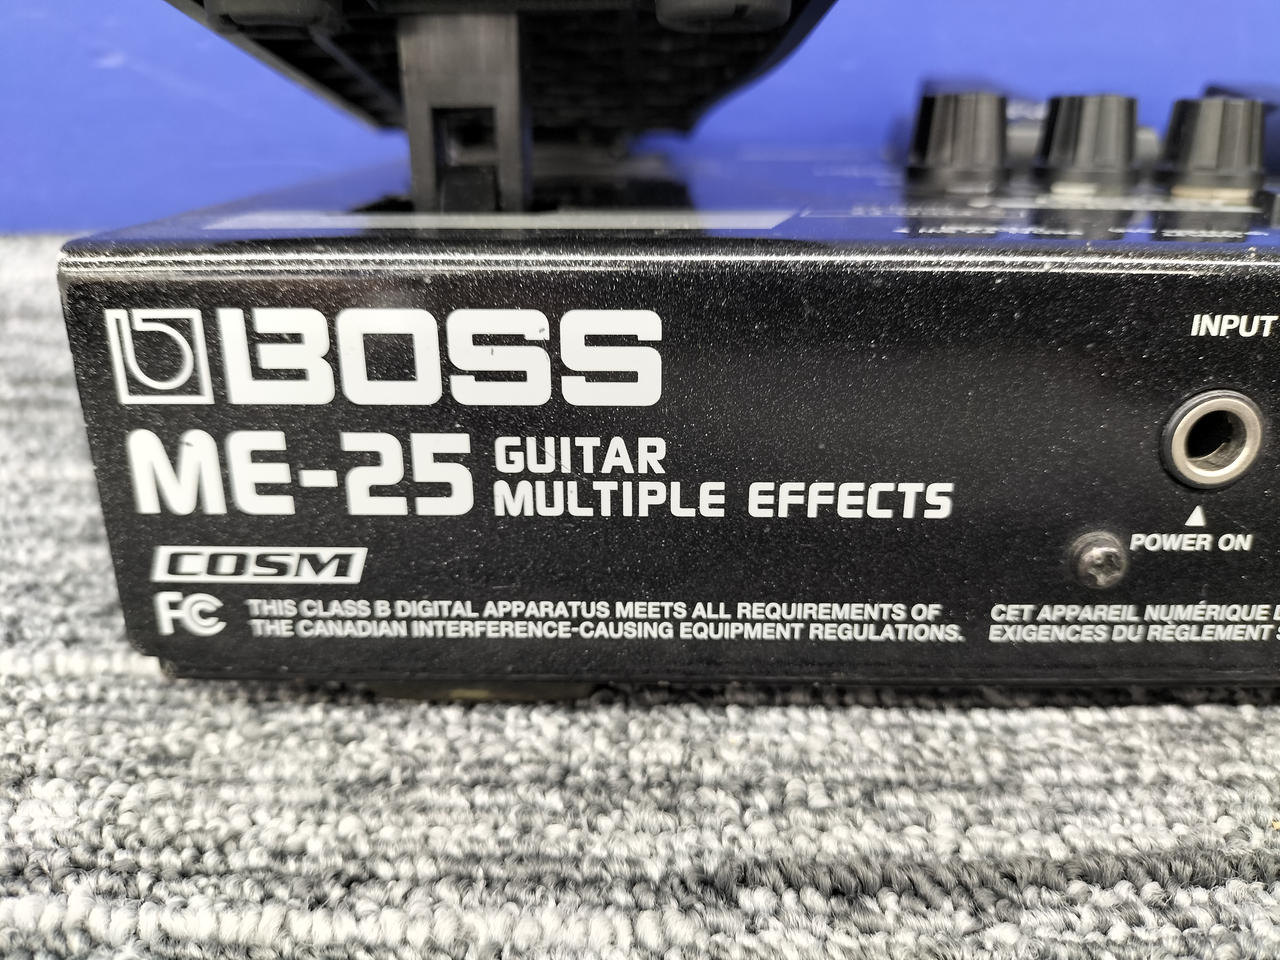 BOSS
INPUT
ME-25 GUITAR
MULTIPLE EFFECTS
POWER ON
COSM
FC THIS CLASS B DIGITAL APPARATUS MEETS ALL REQUIREMENTS OF
THE CANADIAN INTERFERENCE-CAUSING EQUIPMENT REGULATIONS.
CET APPAREIL NUMÉRIQUE
EXIGENCES DU RÈGLEMENT